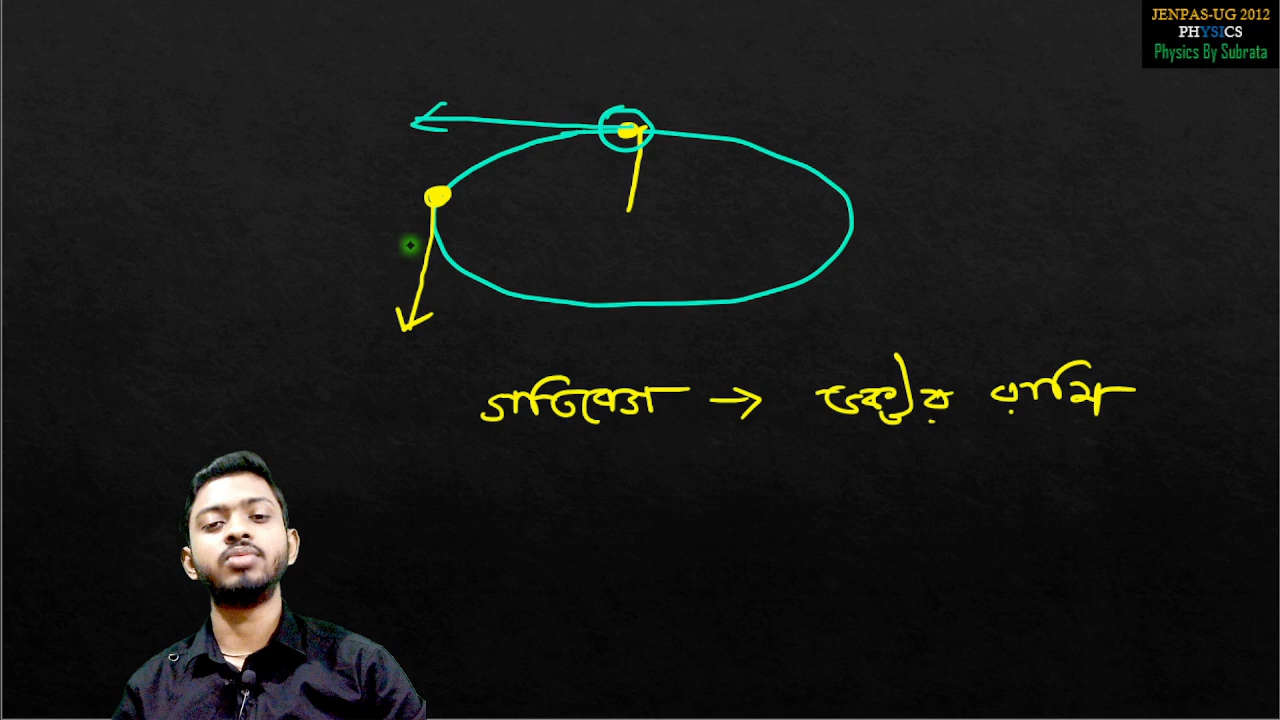 JENPAS-UG 2012
PHYSICS
Physics By Subrata
গতিবেগ → ভেক্টর রাশি